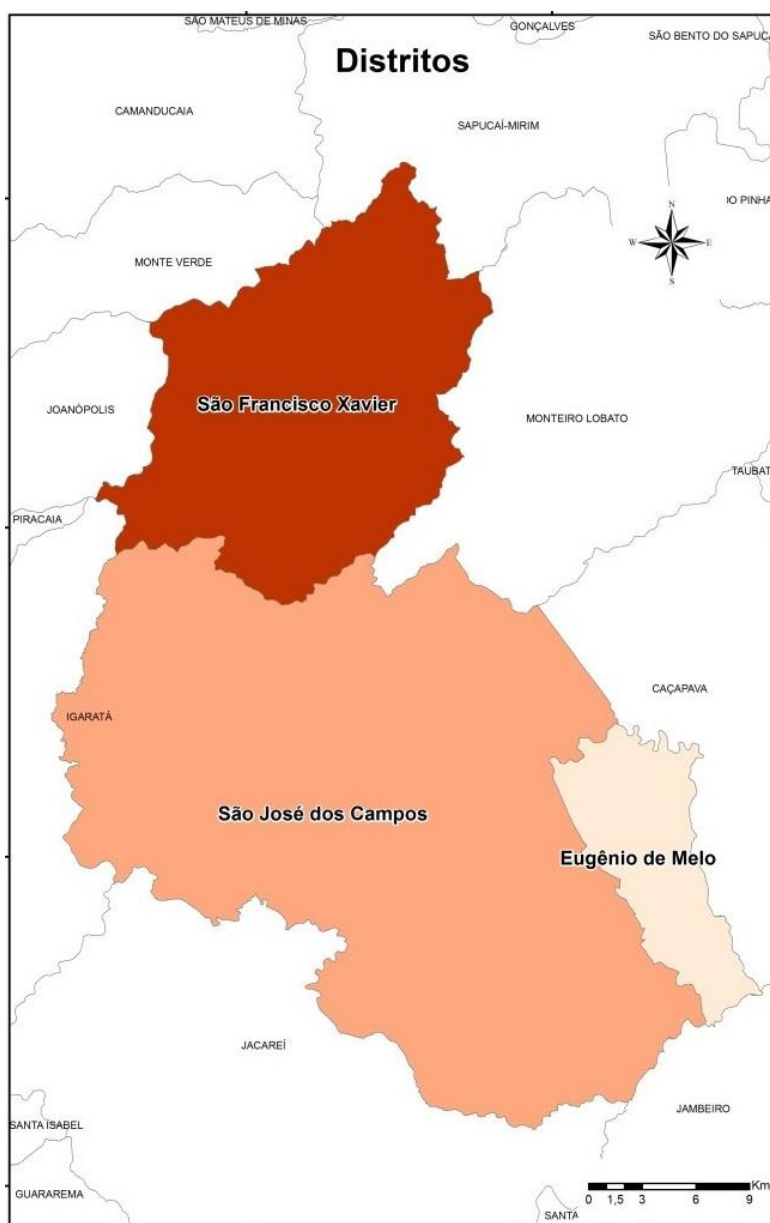 SÃO MATEUS DE MINAS
GONÇALVES
SÃO BENTO DO SAPUCA
Distritos
CAMANDUCAIA
SAPUCAÍ-MIRIM
IO PINHA
N
W E
S
MONTE VERDE
São Francisco Xavier
JOANÓPOLIS
MONTEIRO LOBATO
TAUBAT
PIRACAIA
CAÇAPAVA
IGARATÁ
São José dos Campos
Eugênio de Melo
JACAREÍ
JAMBEIRO
SANTA ISABEL
GUARAREMA
Km
0 1,5 3 6 9
SANTA